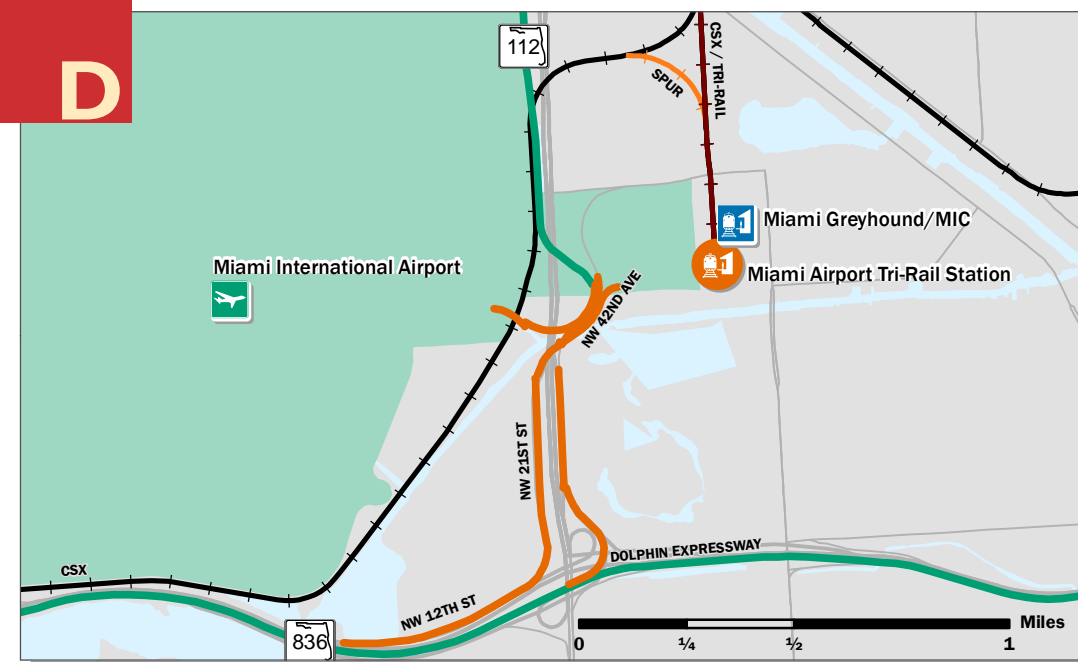 D
112
CSX / TRI-RAIL
SPUR
Miami Greyhound/MIC
Miami International Airport
Miami Airport Tri-Rail Station
NW 42ND AVE
NW 21ST ST
DOLPHIN EXPRESSWAY
CSX
NW 12TH ST
836
Miles
0 ¼ ½ 1